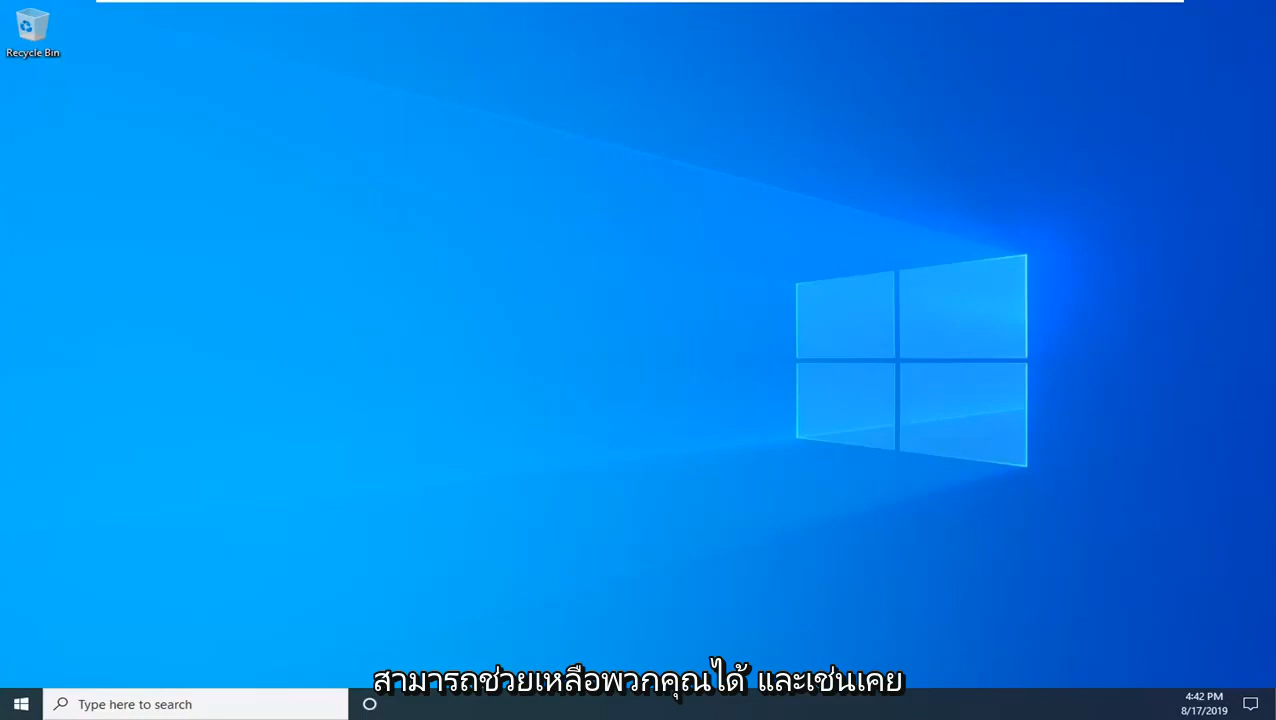 Recycle Bin
สามารถช่วยเหลือพวกคุณได้ และเช่นเคย
Type here to search
4:42 PM
8/17/2019